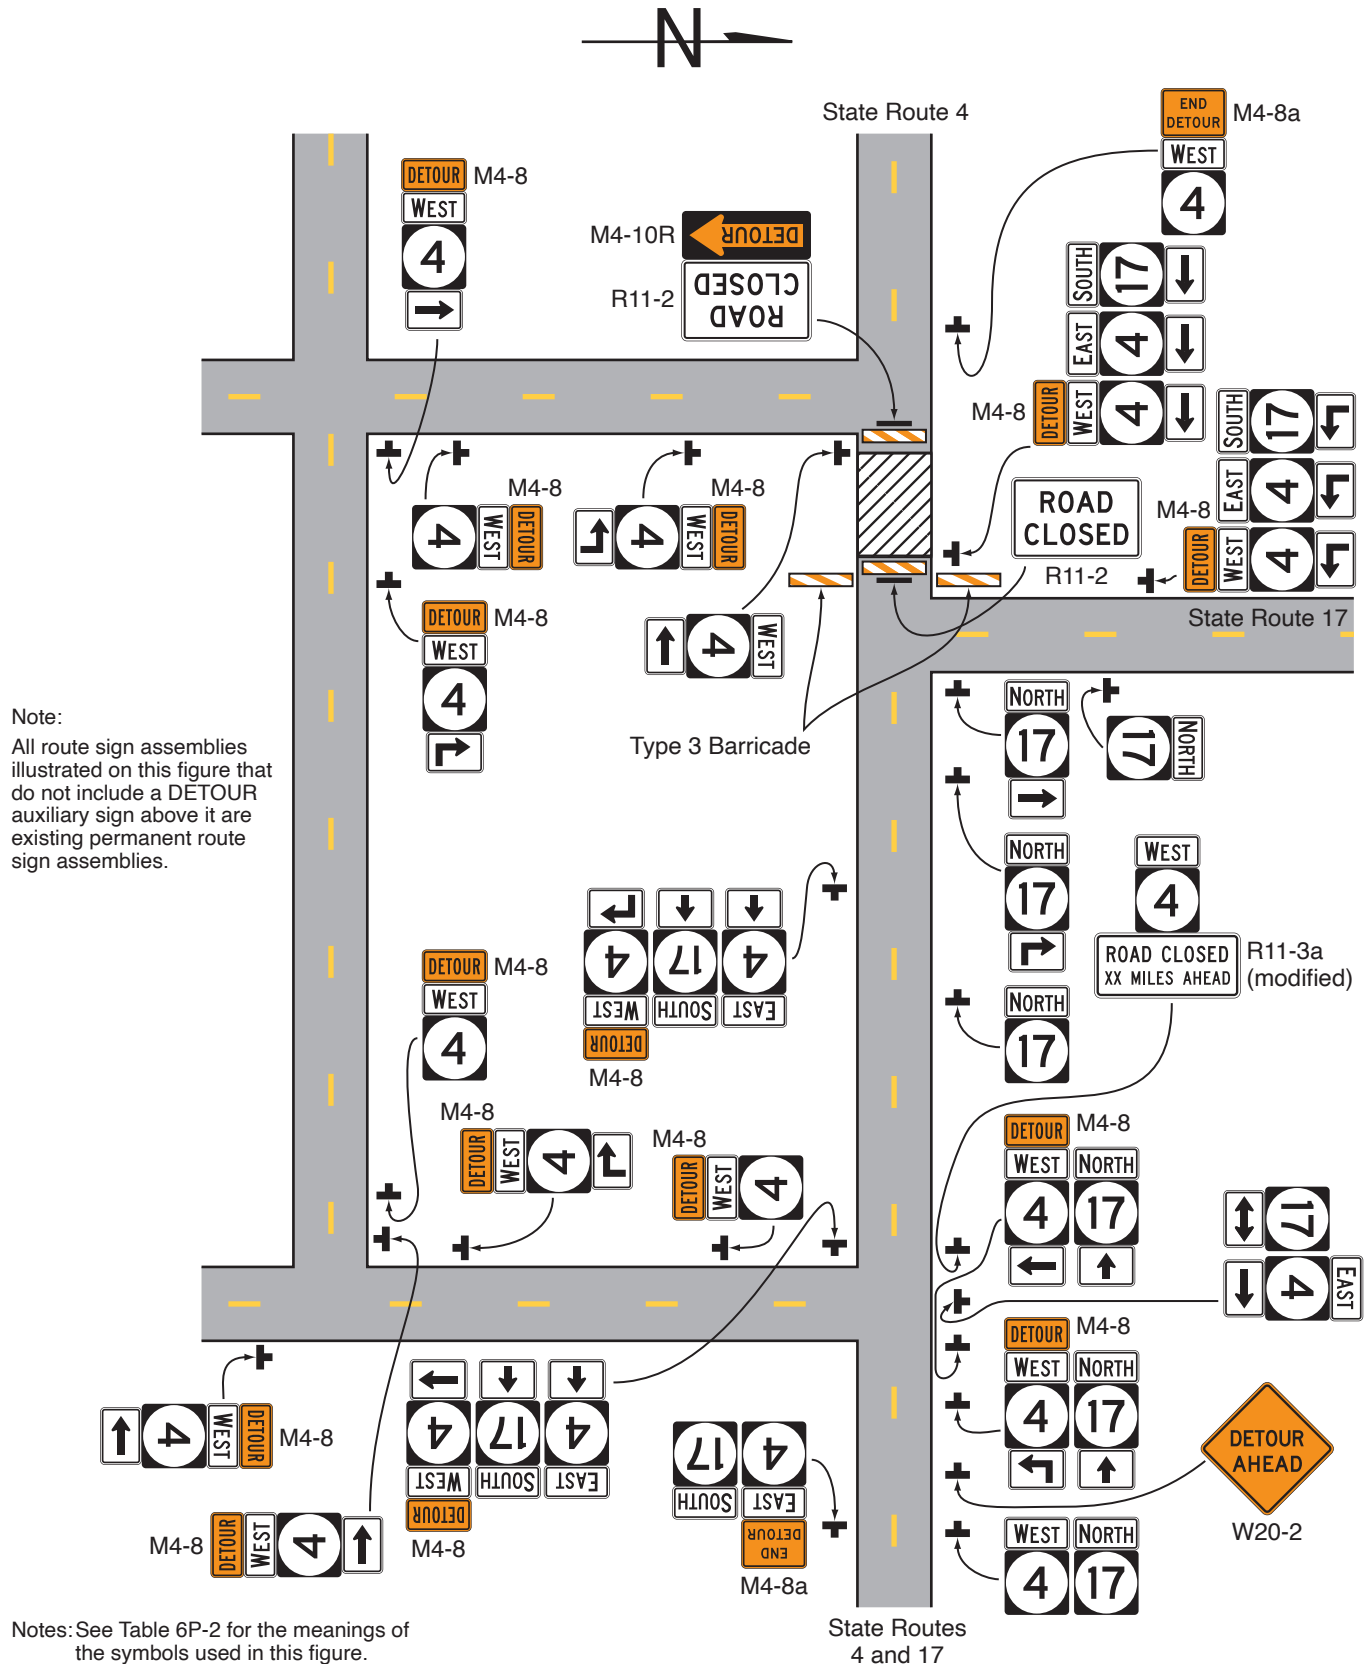 N
State Route 4
END
DETOUR
M4-8a
WEST
4
DETOUR
M4-8
WEST
4
M4-10R
DETOUR
R11-2
ROAD
CLOSED
SOUTH
17
EAST
4
M4-8
DETOUR
WEST
4
SOUTH
17
EAST
4
M4-8
DETOUR
WEST
4
ROAD
CLOSED
R11-2
State Route 17
M4-8
DETOUR
WEST
4
M4-8
DETOUR
WEST
4
DETOUR
M4-8
WEST
4
WEST
4
Type 3 Barricade
Note:
All route sign assemblies
illustrated on this figure that
do not include a DETOUR
auxiliary sign above it are
existing permanent route
sign assemblies.
NORTH
17
NORTH
17
NORTH
17
NORTH
17
WEST
4
ROAD CLOSED
XX MILES AHEAD
R11-3a
(modified)
EAST
4
SOUTH
17
DETOUR
WEST
4
M4-8
DETOUR
M4-8
WEST
4
M4-8
DETOUR
WEST
4
M4-8
DETOUR
WEST
4
DETOUR
M4-8
WEST
NORTH
4
17
17
EAST
4
DETOUR
M4-8
WEST
NORTH
4
17
DETOUR
AHEAD
W20-2
WEST
NORTH
4
17
DETOUR
WEST
4
M4-8
M4-8
DETOUR
WEST
4
EAST
4
SOUTH
17
DETOUR
WEST
4
M4-8
END
DETOUR
EAST
4
SOUTH
17
M4-8a
State Routes
4 and 17
Notes: See Table 6P-2 for the meanings of
the symbols used in this figure.